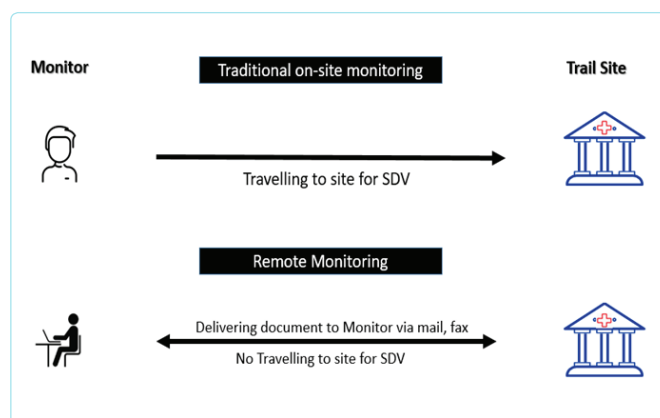 Monitor
Traditional on-site monitoring
Trail Site
Travelling to site for SDV
Remote Monitoring
Delivering document to Monitor via mail, fax
No Travelling to site for SDV